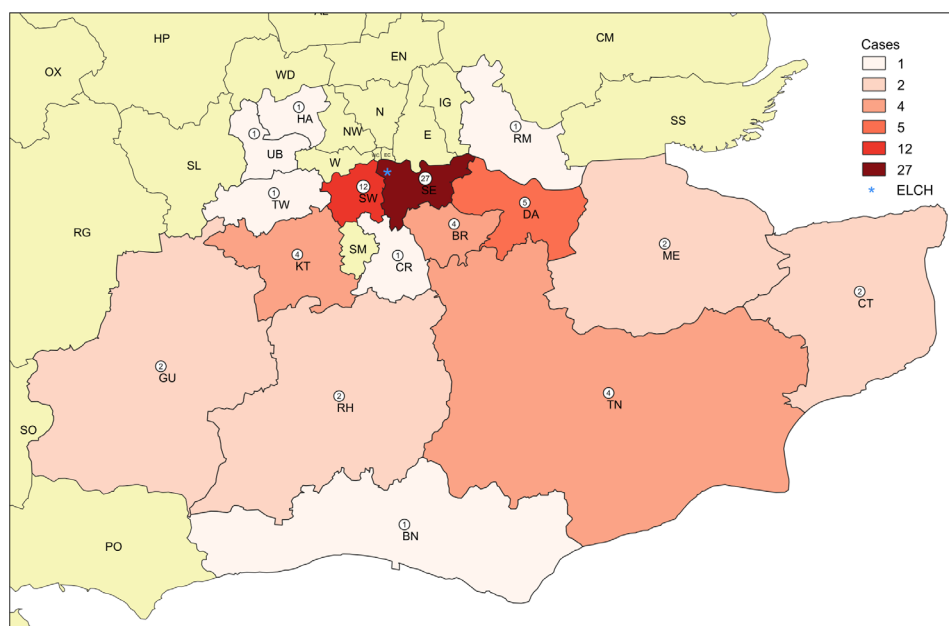 HP
CM
OX
WD
EN
Cases
1
2
4
5
12
27
* ELCH
1
HA
N
IG
NW
E
1
RM
SS
1
UB
W
WC
EC
SL
1
TW
12
SW
27
SE
5
DA
RG
4
BR
SM
4
KT
1
CR
2
ME
2
CT
2
GU
2
RH
4
TN
SO
1
BN
PO